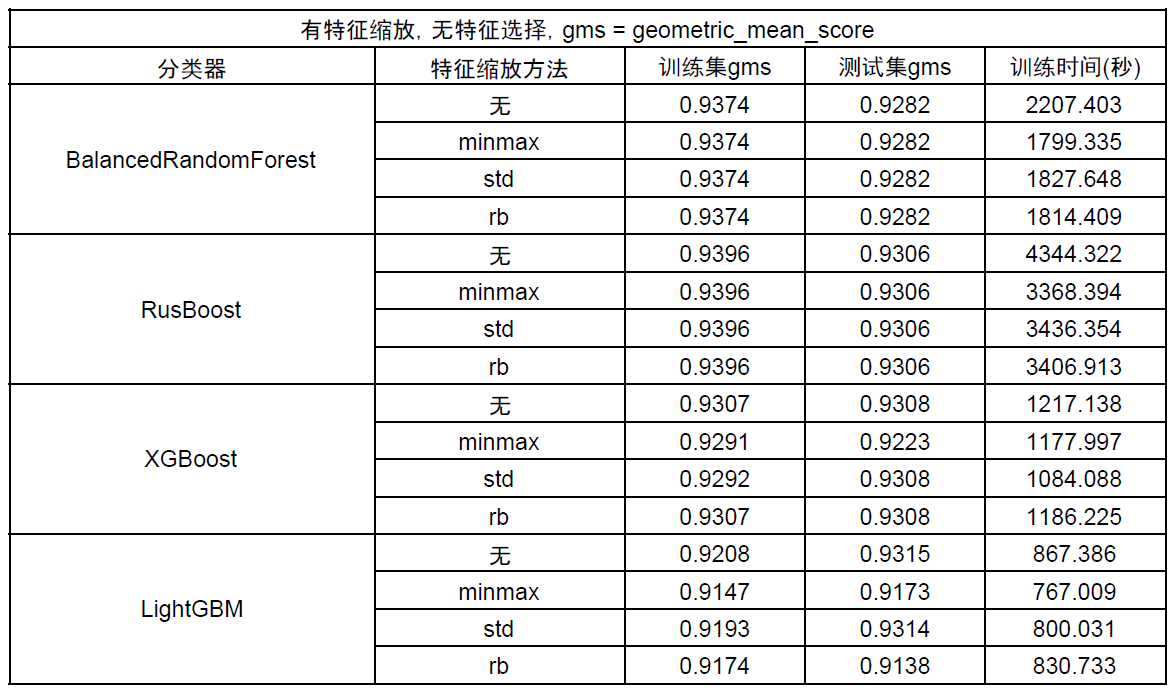 有特征缩放, 无特征选择, gms = geometric_mean_score
分类器 特征缩放方法 训练集gms 测试集gms 训练时间(秒)
BalancedRandomForest 无 0.9374 0.9282 2207.403
minmax 0.9374 0.9282 1799.335
std 0.9374 0.9282 1827.648
rb 0.9374 0.9282 1814.409
RusBoost 无 0.9396 0.9306 4344.322
minmax 0.9396 0.9306 3368.394
std 0.9396 0.9306 3436.354
rb 0.9396 0.9306 3406.913
XGBoost 无 0.9307 0.9308 1217.138
minmax 0.9291 0.9223 1177.997
std 0.9292 0.9308 1084.088
rb 0.9307 0.9308 1186.225
LightGBM 无 0.9208 0.9315 867.386
minmax 0.9147 0.9173 767.009
std 0.9193 0.9314 800.031
rb 0.9174 0.9138 830.733